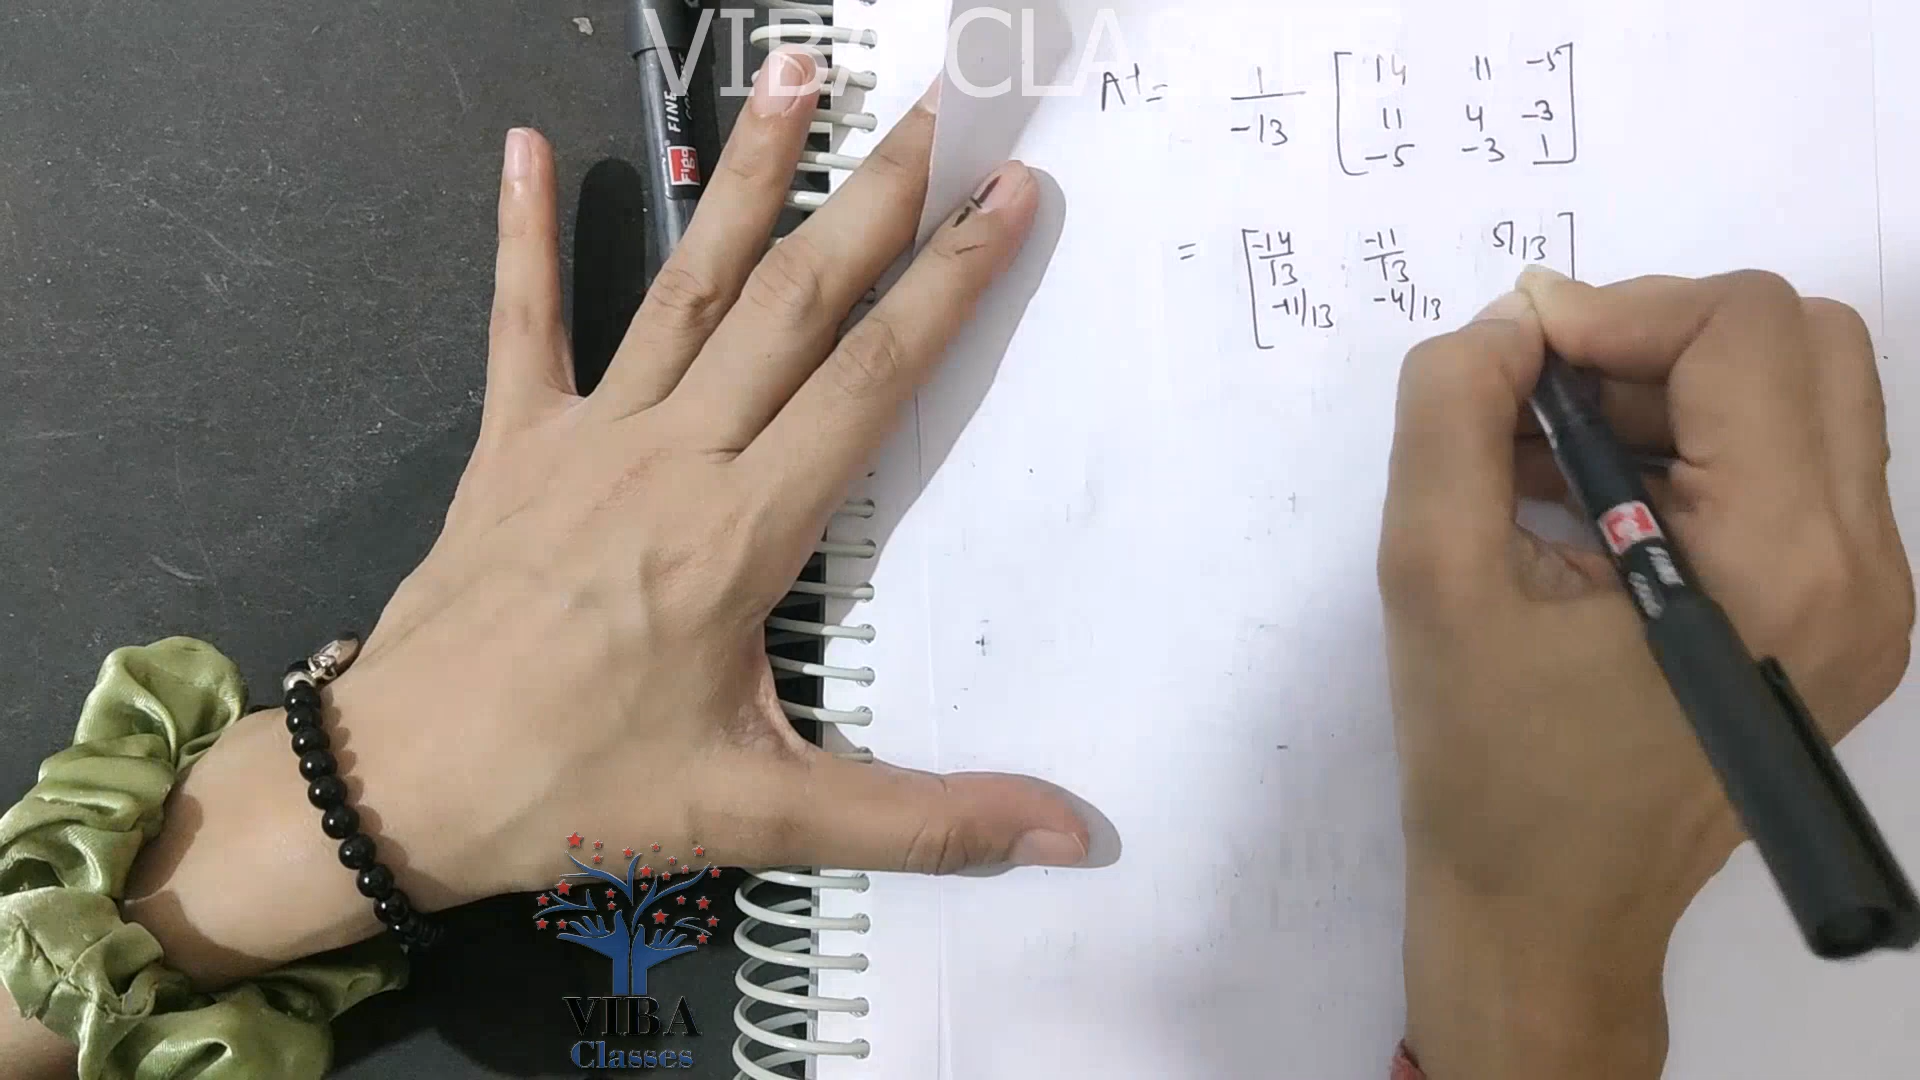 VIBA CLASSES
FINE
A⁻¹ = 1/-13 [14 11 -5
11 4 -3
-5 -3 1]
= [-14/13 -11/13 5/13
-11/13 -4/13
VIBA
Classes